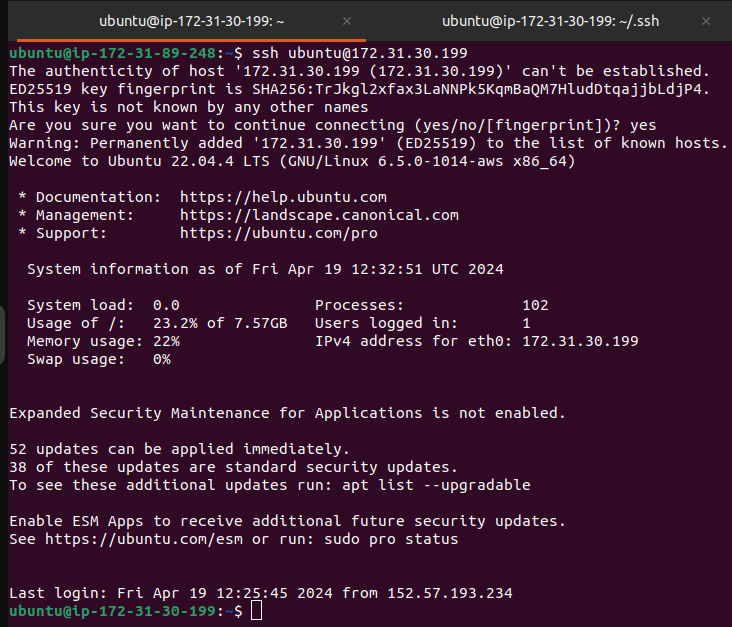 ubuntu@ip-172-31-30-199: ~ × ubuntu@ip-172-31-30-199: ~/.ssh ×
ubuntu@ip-172-31-89-248:~$ ssh ubuntu@172.31.30.199
The authenticity of host '172.31.30.199 (172.31.30.199)' can't be established.
ED25519 key fingerprint is SHA256:TrJkgl2xfax3LaNNPk5KqmBaQM7HludDtqajjbLdjP4.
This key is not known by any other names
Are you sure you want to continue connecting (yes/no/[fingerprint])? yes
Warning: Permanently added '172.31.30.199' (ED25519) to the list of known hosts.
Welcome to Ubuntu 22.04.4 LTS (GNU/Linux 6.5.0-1014-aws x86_64)
* Documentation:  https://help.ubuntu.com
* Management:     https://landscape.canonical.com
* Support:        https://ubuntu.com/pro
System information as of Fri Apr 19 12:32:51 UTC 2024
System load:  0.0                Processes:             102
Usage of /:   23.2% of 7.57GB   Users logged in:       1
Memory usage: 22%               IPv4 address for eth0: 172.31.30.199
Swap usage:   0%
Expanded Security Maintenance for Applications is not enabled.
52 updates can be applied immediately.
38 of these updates are standard security updates.
To see these additional updates run: apt list --upgradable
Enable ESM Apps to receive additional future security updates.
See https://ubuntu.com/esm or run: sudo pro status
Last login: Fri Apr 19 12:25:45 2024 from 152.57.193.234
ubuntu@ip-172-31-30-199:~$